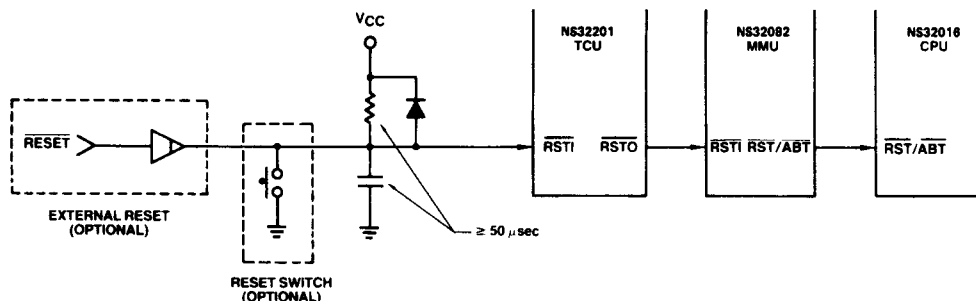 VCC
NS32201
TCU
NS32082
MMU
NS32016
CPU
RESET
RSTI RSTO
RSTI RST/ABT
RST/ABT
EXTERNAL RESET
(OPTIONAL)
≥ 50 μsec
RESET SWITCH
(OPTIONAL)